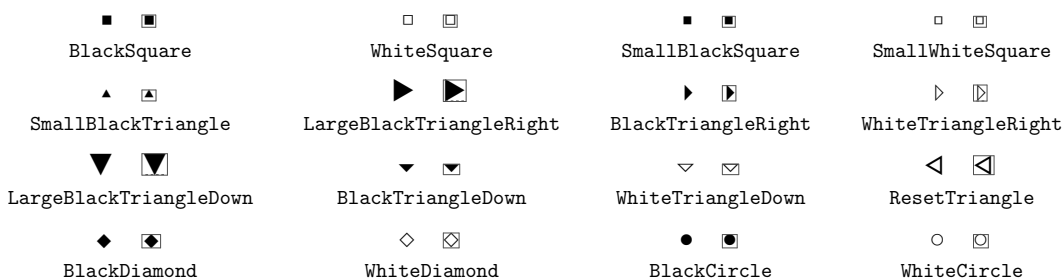 BlackSquare WhiteSquare SmallBlackSquare SmallWhiteSquare
SmallBlackTriangle LargeBlackTriangleRight BlackTriangleRight WhiteTriangleRight
LargeBlackTriangleDown BlackTriangleDown WhiteTriangleDown ResetTriangle
BlackDiamond WhiteDiamond BlackCircle WhiteCircle